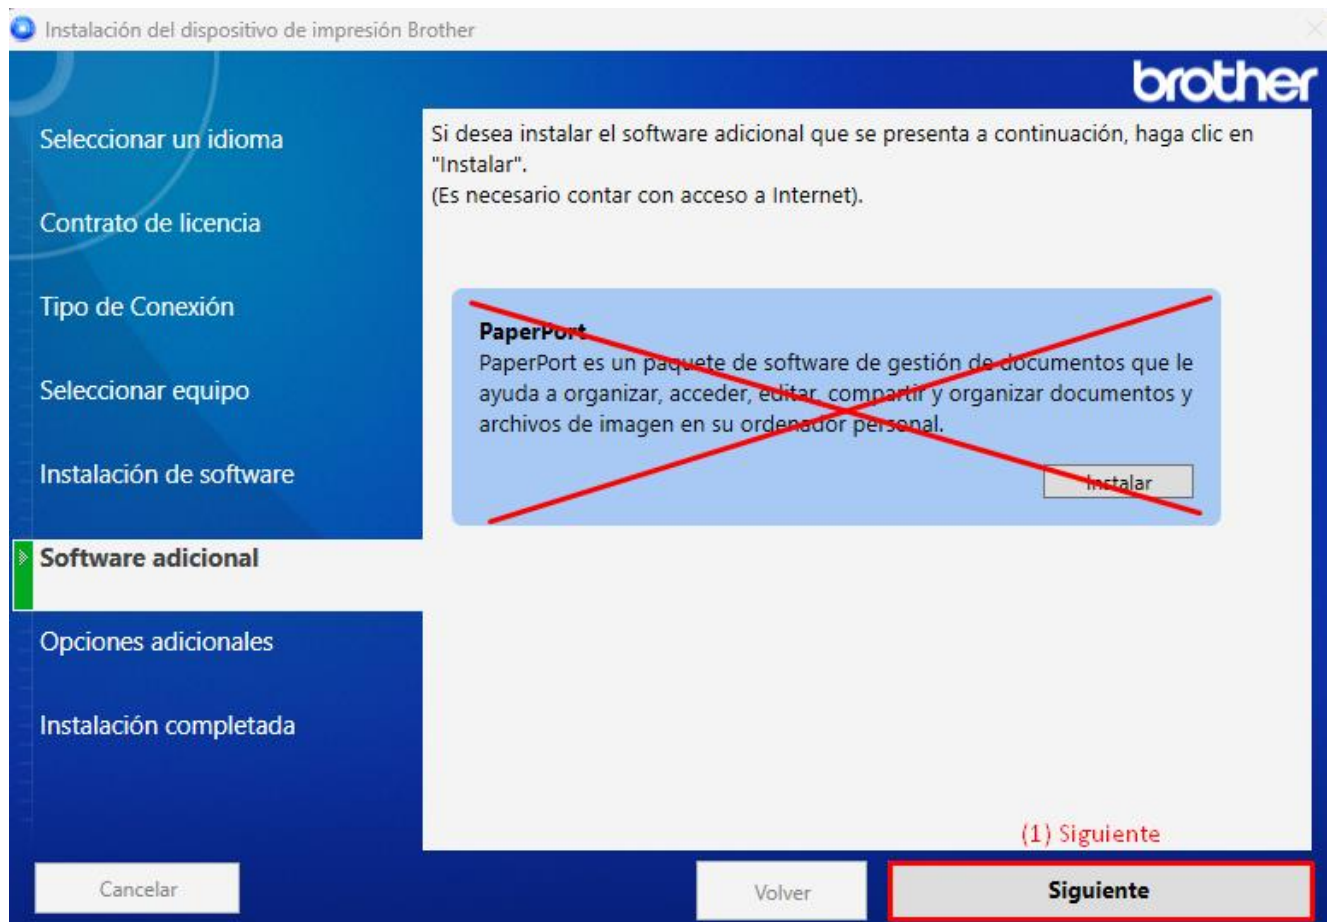 Instalación del dispositivo de impresión Brother
brother
Seleccionar un idioma
Contrato de licencia
Tipo de Conexión
Seleccionar equipo
Instalación de software
Software adicional
Opciones adicionales
Instalación completada
Si desea instalar el software adicional que se presenta a continuación, haga clic en
"Instalar".
(Es necesario contar con acceso a Internet).
PaperPort
PaperPort es un paquete de software de gestión de documentos que le
ayuda a organizar, acceder, editar, compartir y organizar documentos y
archivos de imagen en su ordenador personal.
Instalar
(1) Siguiente
Cancelar
Volver
Siguiente